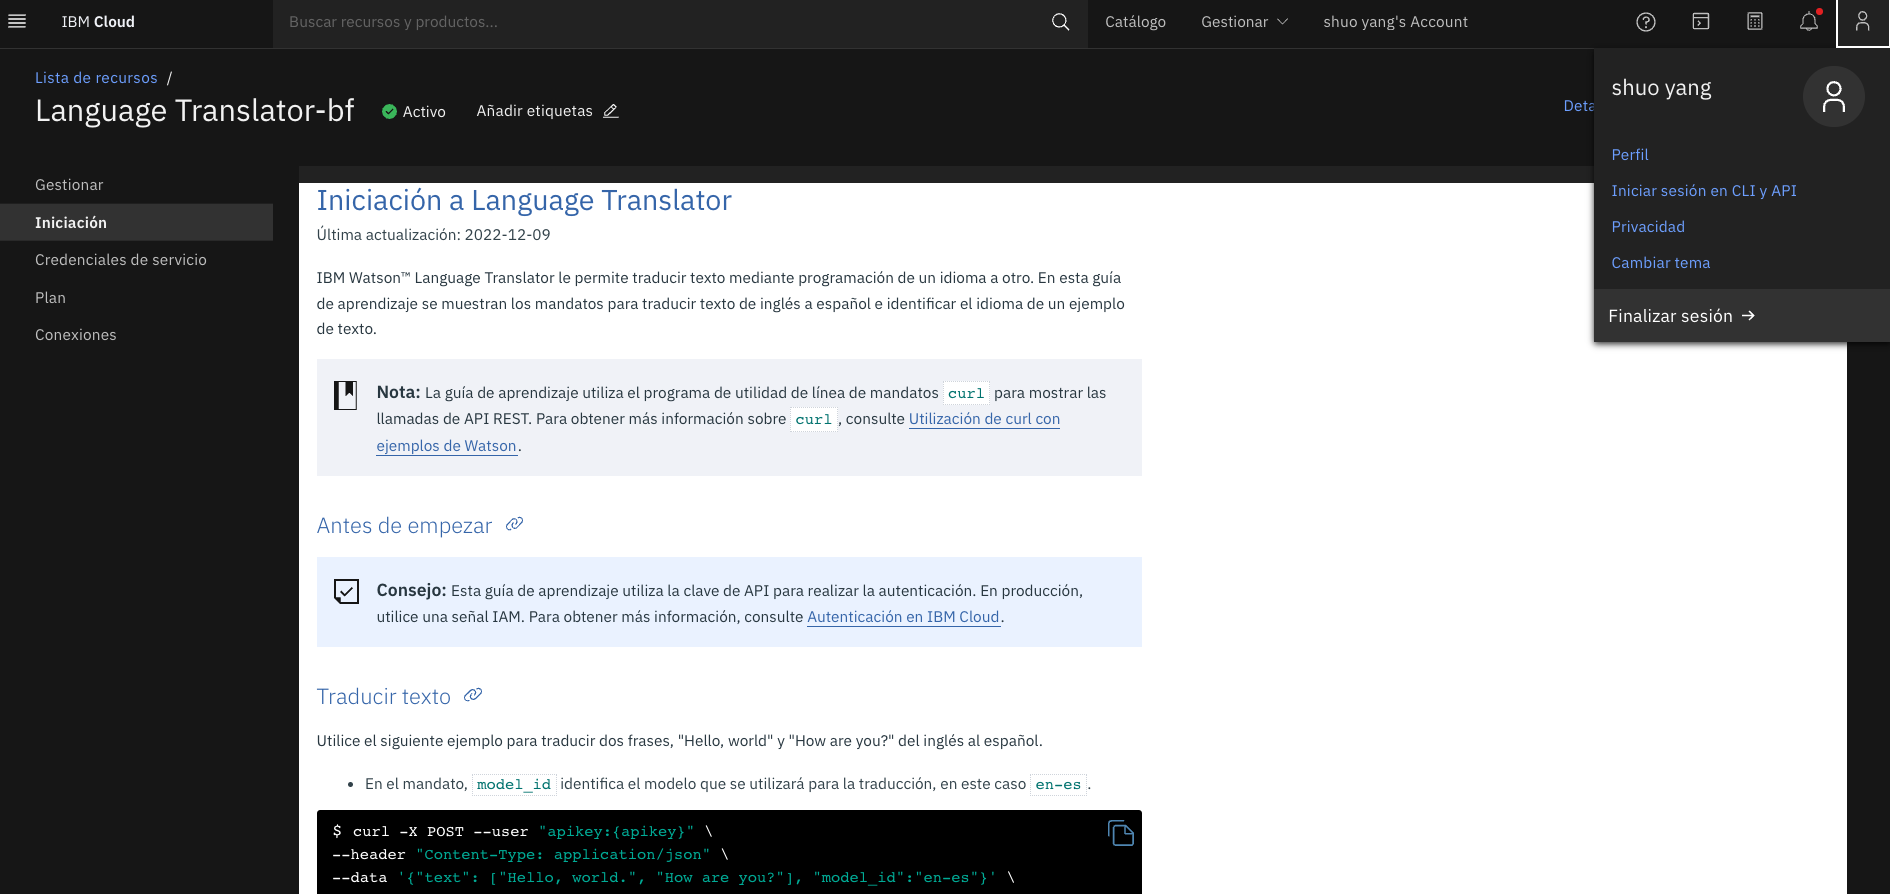 IBM Cloud
Buscar recursos y productos...
Catálogo
Gestionar
shuo yang's Account
Lista de recursos /
Language Translator-bf
Activo
Añadir etiquetas
shuo yang
Perfil
Iniciar sesión en CLI y API
Privacidad
Cambiar tema
Finalizar sesión →
Gestionar
Iniciación
Credenciales de servicio
Plan
Conexiones
Iniciación a Language Translator
Última actualización: 2022-12-09
IBM Watson™ Language Translator le permite traducir texto mediante programación de un idioma a otro. En esta guía
de aprendizaje se muestran los mandatos para traducir texto de inglés a español e identificar el idioma de un ejemplo
de texto.
Nota: La guía de aprendizaje utiliza el programa de utilidad de línea de mandatos curl para mostrar las
llamadas de API REST. Para obtener más información sobre curl, consulte Utilización de curl con
ejemplos de Watson.
Antes de empezar
Consejo: Esta guía de aprendizaje utiliza la clave de API para realizar la autenticación. En producción,
utilice una señal IAM. Para obtener más información, consulte Autenticación en IBM Cloud.
Traducir texto
Utilice el siguiente ejemplo para traducir dos frases, "Hello, world" y "How are you?" del inglés al español.
• En el mandato, model_id identifica el modelo que se utilizará para la traducción, en este caso en-es.
$ curl -X POST --user "apikey:{apikey}" \
--header "Content-Type: application/json" \
--data '{"text": ["Hello, world.", "How are you?"], "model_id":"en-es"}' \